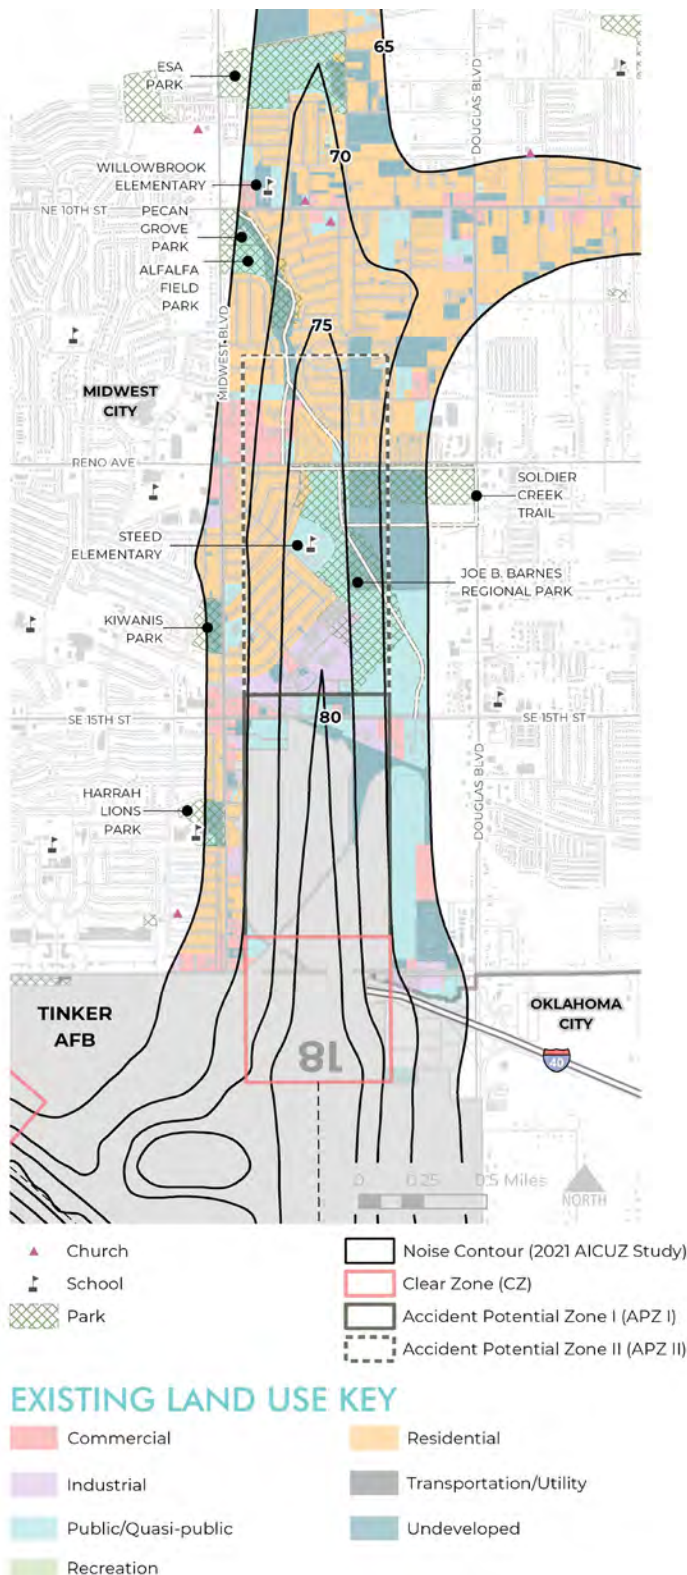 65
ESA
PARK
DOUGLAS BLVD
70
WILLOWBROOK
ELEMENTARY
NE 10TH ST
PECAN
GROVE
PARK
ALFALFA
FIELD
PARK
MIDWEST BLVD
75
MIDWEST
CITY
RENO AVE
SOLDIER
CREEK
TRAIL
STEED
ELEMENTARY
JOE B. BARNES
REGIONAL PARK
KIWANIS
PARK
SE 15TH ST
80
SE 15TH ST
DOUGLAS BLVD
HARRAH
LIONS
PARK
TINKER
AFB
OKLAHOMA
CITY
18
40
0 0.25 0.5 Miles
NORTH
Church
School
Park
Noise Contour (2021 AICUZ Study)
Clear Zone (CZ)
Accident Potential Zone I (APZ I)
Accident Potential Zone II (APZ II)
EXISTING LAND USE KEY
Commercial
Residential
Industrial
Transportation/Utility
Public/Quasi-public
Undeveloped
Recreation